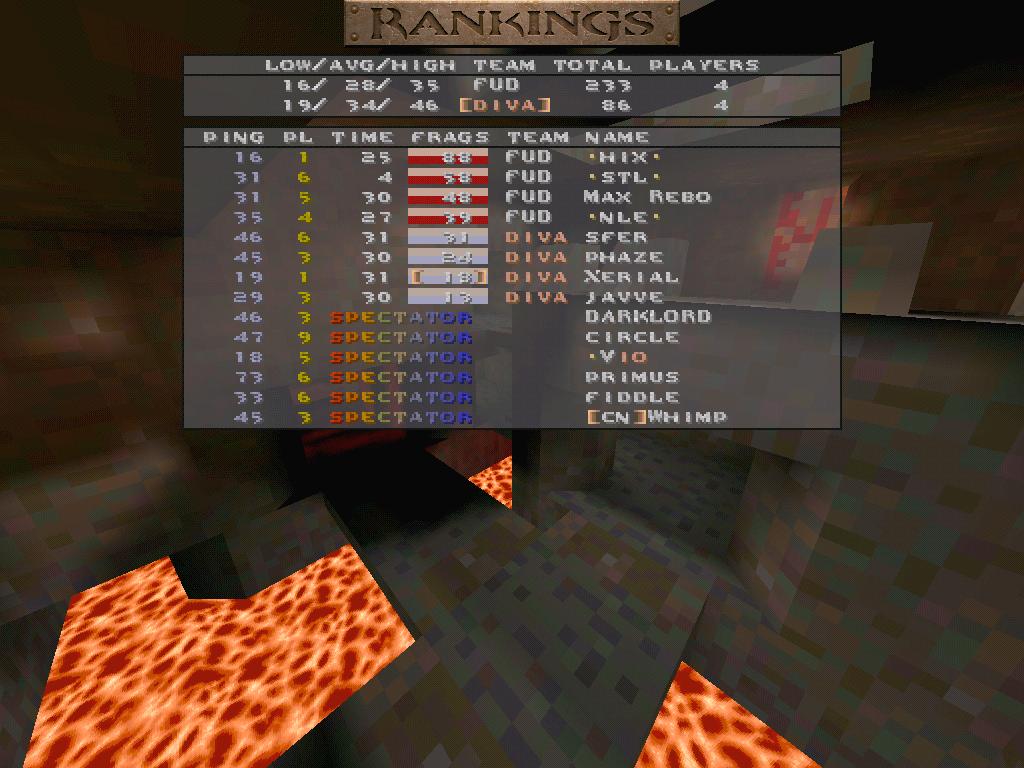 RANKINGS
LOW/AVG/HIGH TEAM TOTAL PLAYERS
16/ 28/ 35 FUD 233 4
19/ 34/ 46 [DIVA] 86 4
PING PL TIME FRAGS TEAM NAME
16 1 25 88 FUD ·HIX·
31 6 4 58 FUD ·STL·
31 5 30 48 FUD MAX REBO
35 4 27 39 FUD ·NLE·
46 6 31 31 DIVA SFER
45 3 30 24 DIVA PHAZE
19 1 31 [ 18] DIVA XERIAL
29 3 30 13 DIVA JAVVE
46 3 SPECTATOR DARKLORD
47 9 SPECTATOR CIRCLE
18 5 SPECTATOR ·VIO
73 6 SPECTATOR PRIMUS
33 6 SPECTATOR FIDDLE
45 3 SPECTATOR [CN]WHIMP